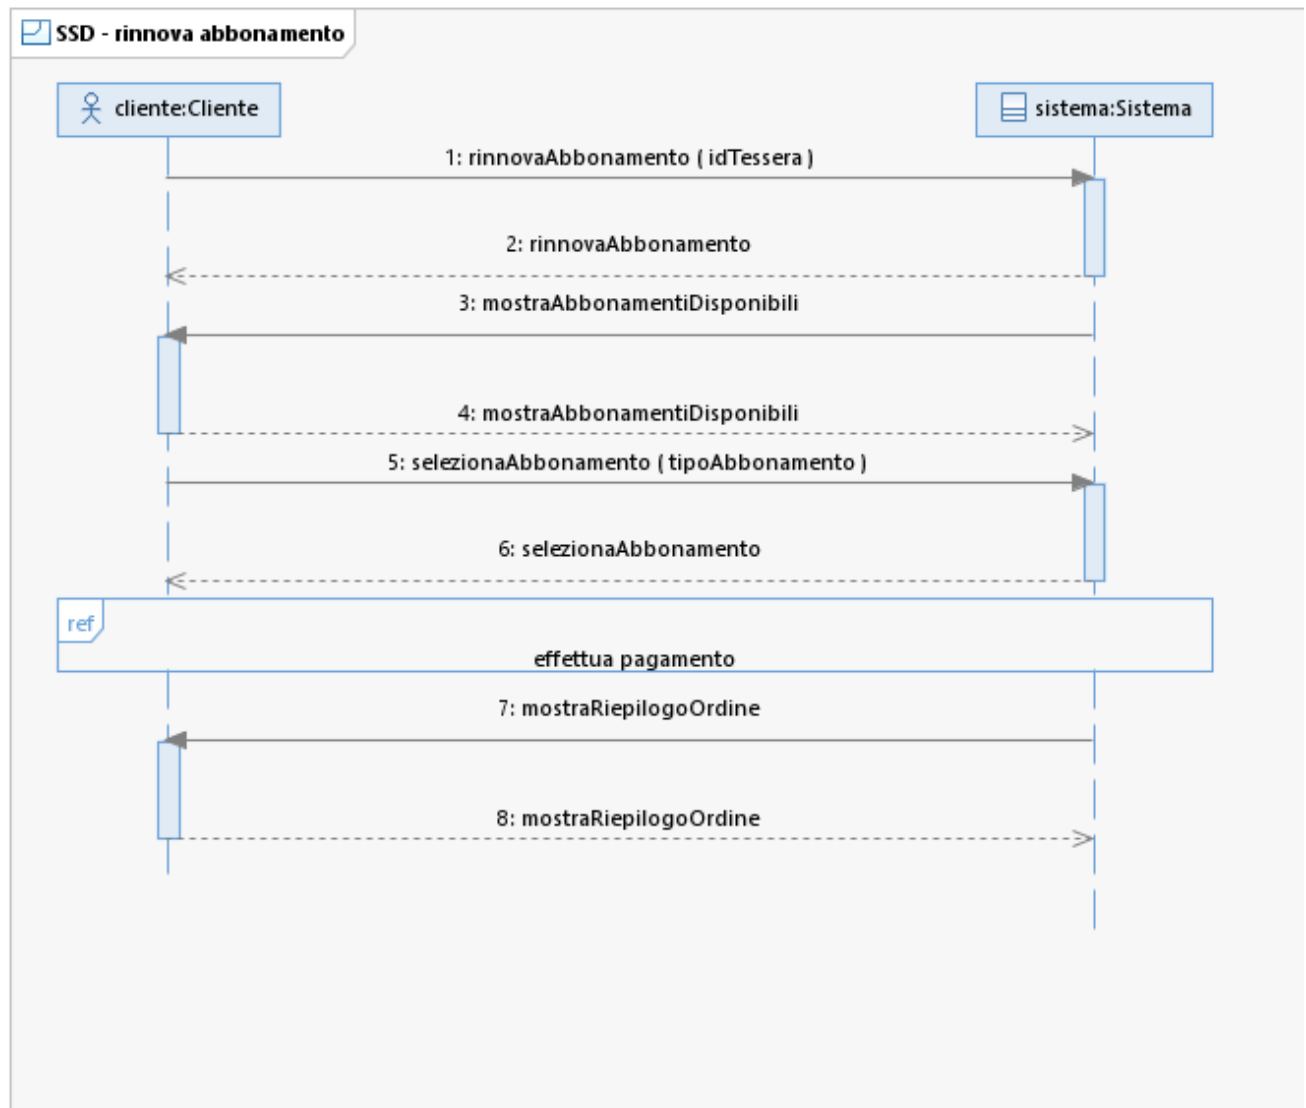 SSD - rinnova abbonamento
cliente:Cliente
sistema:Sistema
1: rinnovaAbbonamento ( idTessera )
2: rinnovaAbbonamento
3: mostraAbbonamentiDisponibili
4: mostraAbbonamentiDisponibili
5: selezionaAbbonamento ( tipoAbbonamento )
6: selezionaAbbonamento
ref
effettua pagamento
7: mostraRiepilogoOrdine
8: mostraRiepilogoOrdine